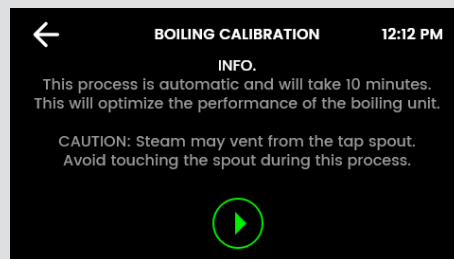 BOILING CALIBRATION 12:12 PM
INFO.
This process is automatic and will take 10 minutes.
This will optimize the performance of the boiling unit.
CAUTION: Steam may vent from the tap spout.
Avoid touching the spout during this process.